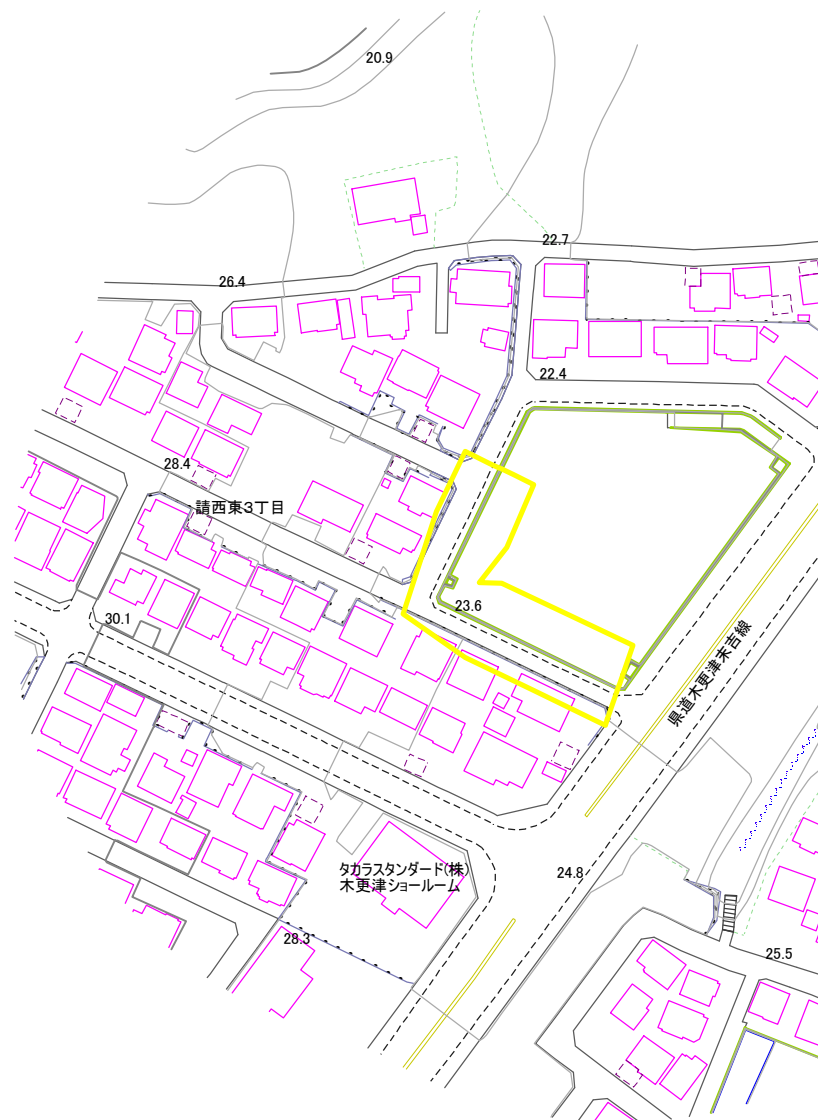 20.9
22.7
26.4
22.4
28.4
請西東3丁目
23.6
30.1
県道木更津末吉線
タカラスタンダード(株)
木更津ショールーム
24.8
28.3
25.5